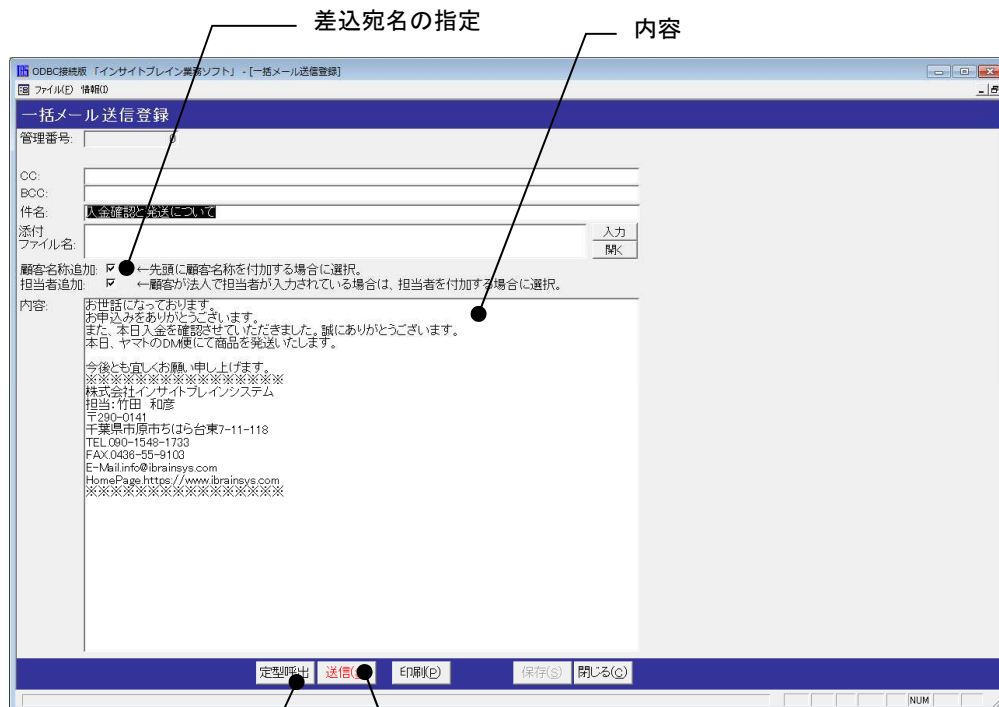 差込宛名の指定
内容
ODBC接続版 「インサイトブレイン業務ソフト」 - [一括メール送信登録]
ファイル(F) 情報(I)
一括メール送信登録
管理番号: 0
CC:
BCC:
件名: 入金確認と発送について
添付
ファイル名:
入力
開く
顧客名称追加: ←先頭に顧客名称を付加する場合に選択。
担当者追加: ←顧客が法人で担当者が入力されている場合は、担当者を付加する場合に選択。
内容:
お世話になっております。
お申込みをありがとうございます。
また、本日入金を確認させていただきました。誠にありがとうございます。
本日、ヤマトのDM便にて商品を発送いたします。
今後とも宜しくお願い申し上げます。
※※※※※※※※※※※※※※※※
株式会社インサイトブレインシステム
担当:竹田 和彦
〒290-0141
千葉県市原市ちはら台東7-11-118
TEL.090-1548-1733
FAX.0436-55-9103
E-Mail.info@ibrainsys.com
HomePage.https://www.ibrainsys.com
※※※※※※※※※※※※※※※※
定型呼出 送信( 印刷(P) 保存(S) 閉じる(C)
NUM